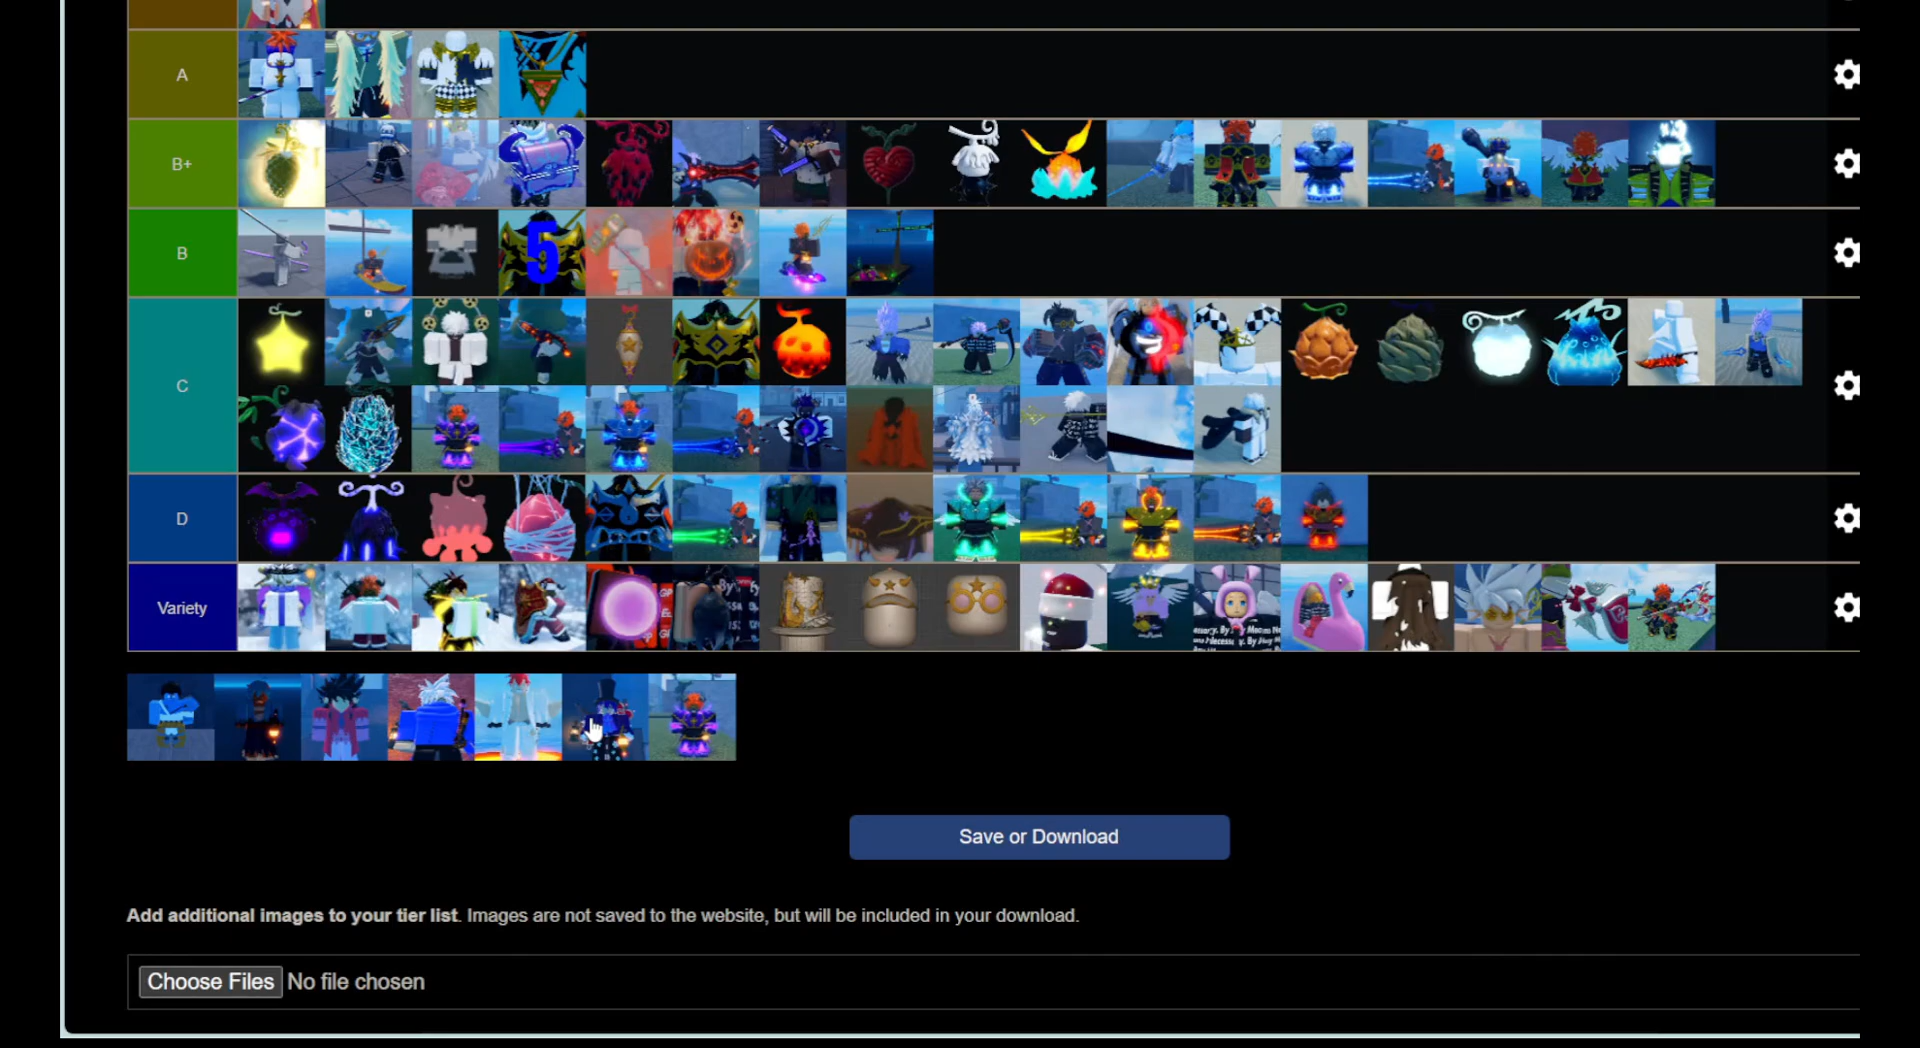 A
B+
B
5
C
D
Variety
Save or Download
Add additional images to your tier list. Images are not saved to the website, but will be included in your download.
Choose Files No file chosen